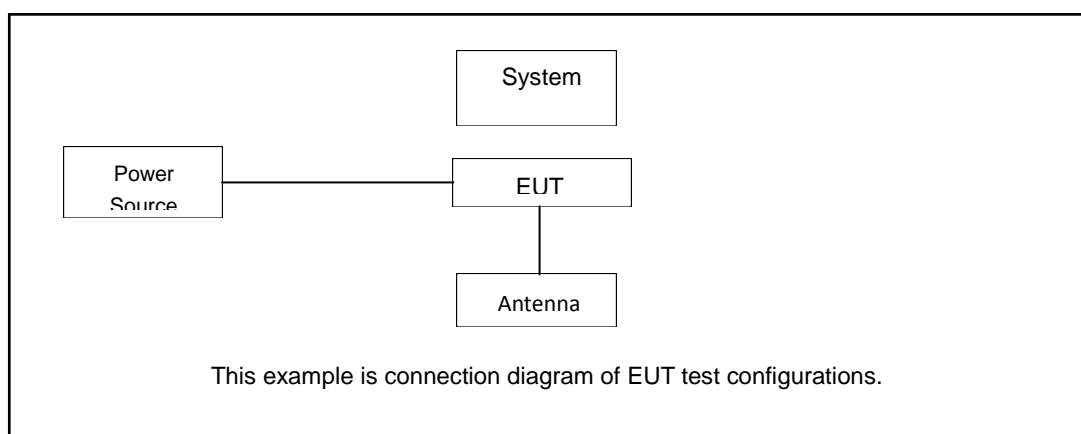 System
Power
Source
EUT
Antenna
This example is connection diagram of EUT test configurations.